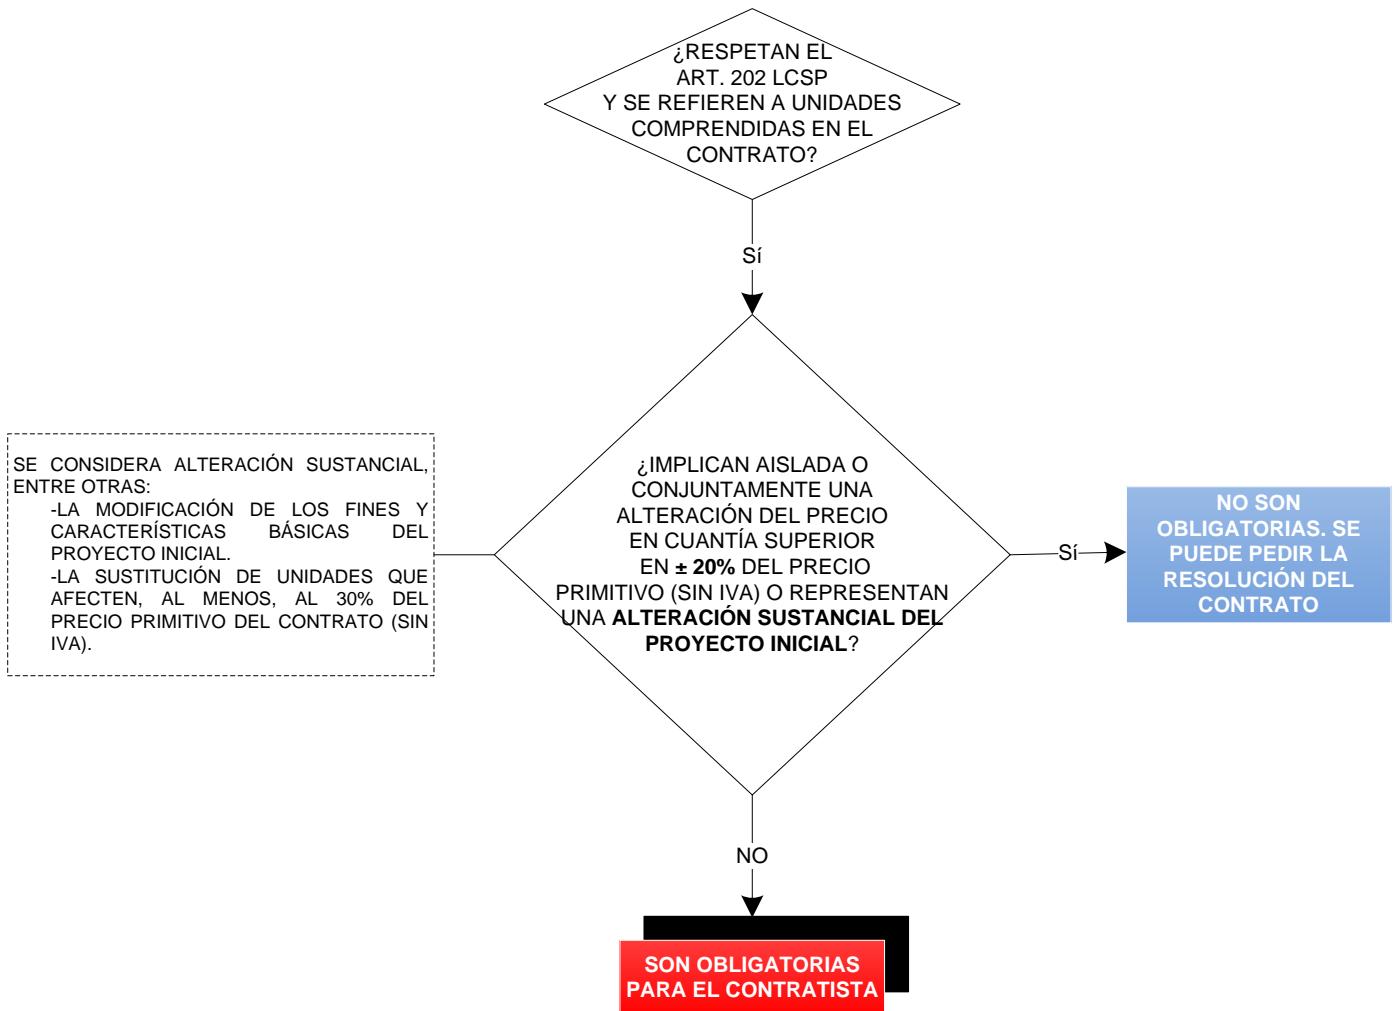 ¿RESPETAN EL
ART. 202 LCSP
Y SE REFIEREN A UNIDADES
COMPRENDIDAS EN EL
CONTRATO?
Sí
SE CONSIDERA ALTERACIÓN SUSTANCIAL,
ENTRE OTRAS:
-LA MODIFICACIÓN DE LOS FINES Y
CARACTERÍSTICAS BÁSICAS DEL
PROYECTO INICIAL.
-LA SUSTITUCIÓN DE UNIDADES QUE
AFECTEN, AL MENOS, AL 30% DEL
PRECIO PRIMITIVO DEL CONTRATO (SIN
IVA).
¿IMPLICAN AISLADA O
CONJUNTAMENTE UNA
ALTERACIÓN DEL PRECIO
EN CUANTÍA SUPERIOR
EN ± 20% DEL PRECIO
PRIMITIVO (SIN IVA) O REPRESENTAN
UNA ALTERACIÓN SUSTANCIAL DEL
PROYECTO INICIAL?
Sí
NO SON
OBLIGATORIAS. SE
PUEDE PEDIR LA
RESOLUCIÓN DEL
CONTRATO
NO
SON OBLIGATORIAS
PARA EL CONTRATISTA